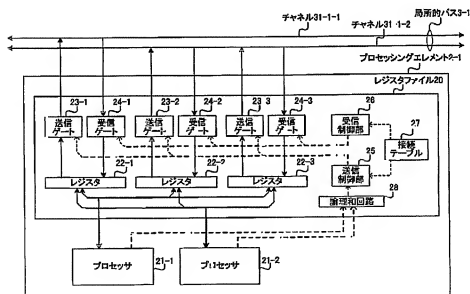 局所的バス3-1
チャネル31-1-1
チャネル31-1-2
プロセッシングエレメント2-1
レジスタファイル20
23-1
24-1
23-2
24-2
23-3
24-3
送信ゲート
受信ゲート
送信ゲート
受信ゲート
送信ゲート
受信ゲート
26
受信制御部
27
接続テーブル
25
送信制御部
28
論理和回路
22-1
22-2
22-3
レジスタ
レジスタ
レジスタ
プロセッサ
21-1
プロセッサ
21-2